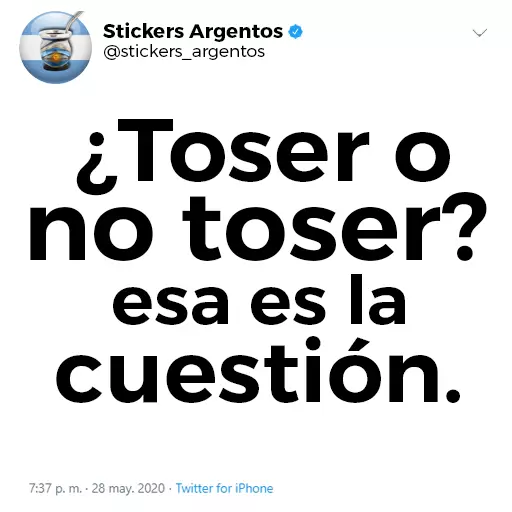 Stickers Argentos
@stickers_argentos
¿Toser o
no toser?
esa es la
cuestión.
7:37 p. m. · 28 may. 2020 · Twitter for iPhone